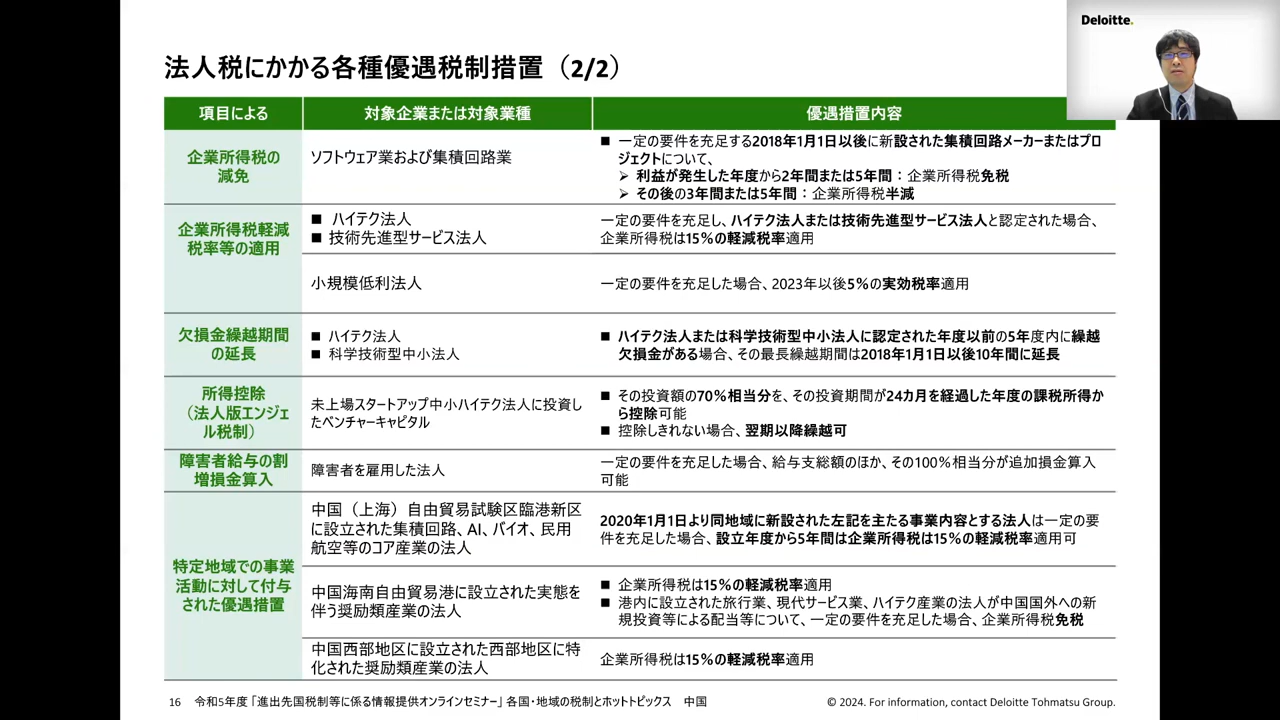 Deloitte.
法人税にかかる各種優遇税制措置（2/2）
項目による
対象企業または対象業種
優遇措置内容
企業所得税の
減免
ソフトウェア業および集積回路業
■ 一定の要件を充足する2018年1月1日以後に新設された集積回路メーカーまたはプロ
ジェクトについて、
➢ 利益が発生した年度から2年間または5年間：企業所得税免税
➢ その後の3年間または5年間：企業所得税半減
企業所得税軽減
税率等の適用
■ ハイテク法人
■ 技術先進型サービス法人
一定の要件を充足し、ハイテク法人または技術先進型サービス法人と認定された場合、
企業所得税は15%の軽減税率適用
小規模低利法人
一定の要件を充足した場合、2023年以後5%の実効税率適用
欠損金繰越期間
の延長
■ ハイテク法人
■ 科学技術型中小法人
■ ハイテク法人または科学技術型中小法人に認定された年度以前の5年度内に繰越
欠損金がある場合、その最長繰越期間は2018年1月1日以後10年間に延長
所得控除
（法人版エンジェ
ル税制）
未上場スタートアップ中小ハイテク法人に投資し
たベンチャーキャピタル
■ その投資額の70%相当分を、その投資期間が24カ月を経過した年度の課税所得か
ら控除可能
■ 控除しきれない場合、翌期以降繰越可
障害者給与の割
増損金算入
障害者を雇用した法人
一定の要件を充足した場合、給与支給額のほか、その100%相当分が追加損金算入
可能
特定地域での事業
活動に対して付与
された優遇措置
中国（上海）自由貿易試験区臨港新区
に設立された集積回路、AI、バイオ、民用
航空等のコア産業の法人
2020年1月1日より同地域に新設された左記を主たる事業内容とする法人は一定の要
件を充足した場合、設立年度から5年間は企業所得税は15%の軽減税率適用可
中国海南自由貿易港に設立された実態を
伴う奨励類産業の法人
■ 企業所得税は15%の軽減税率適用
■ 港内に設立された旅行業、現代サービス業、ハイテク産業の法人が中国国外への新
規投資等による配当等について、一定の要件を充足した場合、企業所得税免税
中国西部地区に設立された西部地区に特
化された奨励類産業の法人
企業所得税は15%の軽減税率適用
16 令和5年度「進出先国税制等に係る情報提供オンラインセミナー」各国・地域の税制とホットトピックス 中国
© 2024. For information, contact Deloitte Tohmatsu Group.